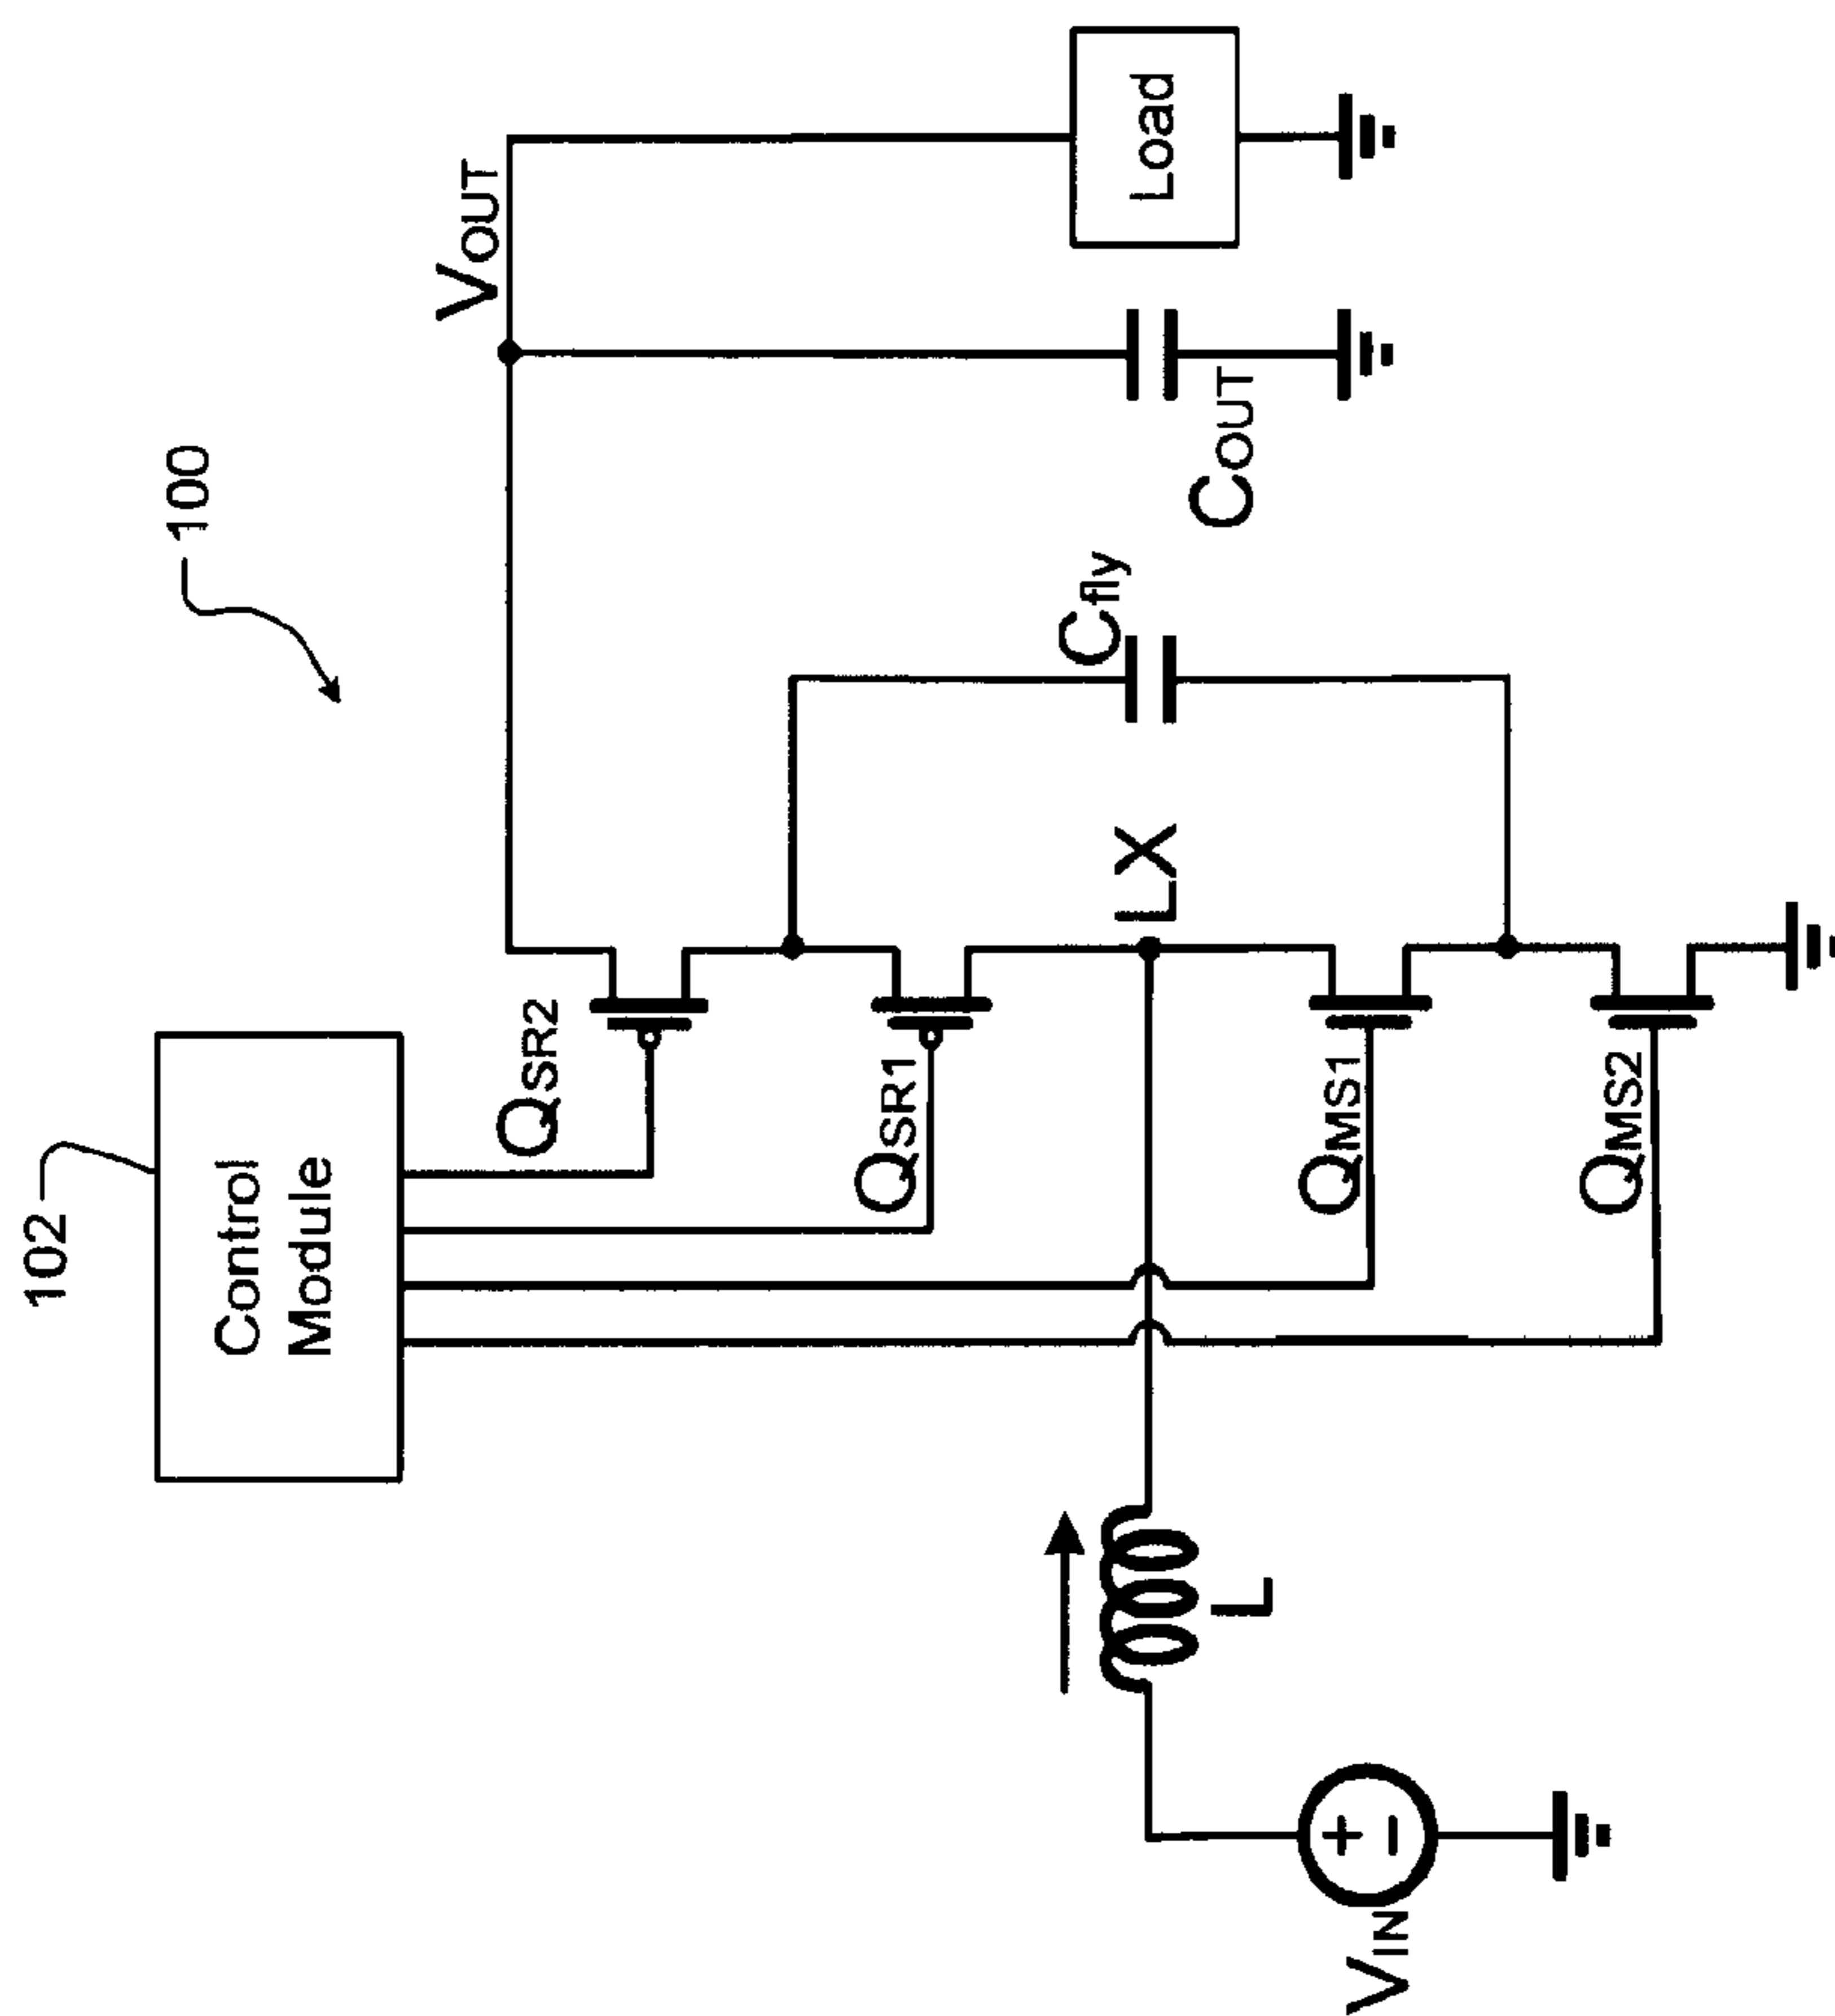 100
102
Control
Module
VOUT
QSR2
QSR1
Cfly
LX
L
VIN
QMS1
QMS2
COUT
Load
+
−